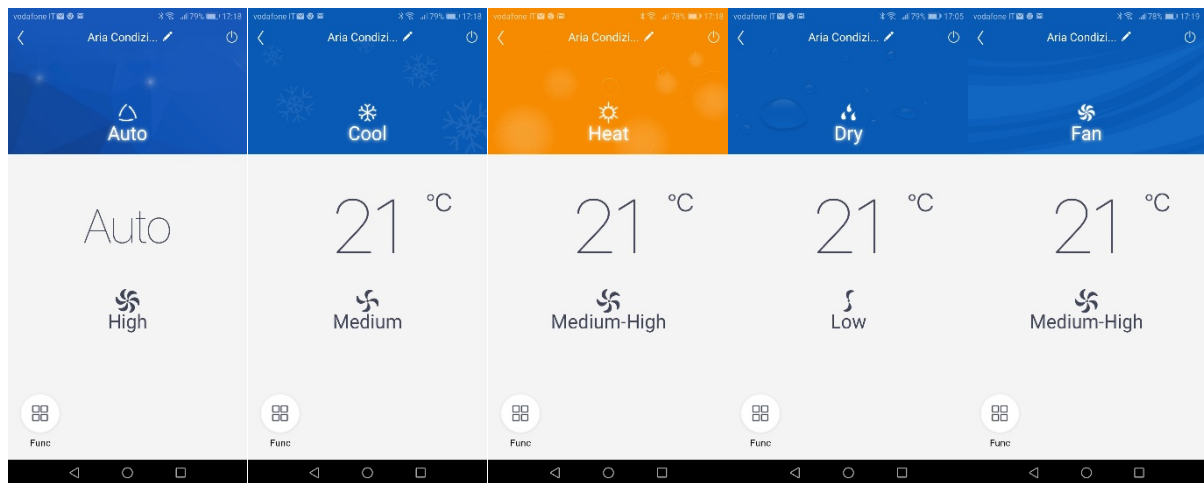 vodafone IT 79% 17:18
Aria Condizi...
Auto
Auto
High
Func
vodafone IT 79% 17:18
Aria Condizi...
Cool
21 °C
Medium
Func
vodafone IT 78% 17:18
Aria Condizi...
Heat
21 °C
Medium-High
Func
vodafone IT 79% 17:05
Aria Condizi...
Dry
21 °C
Low
Func
vodafone IT 78% 17:19
Aria Condizi...
Fan
21 °C
Medium-High
Func